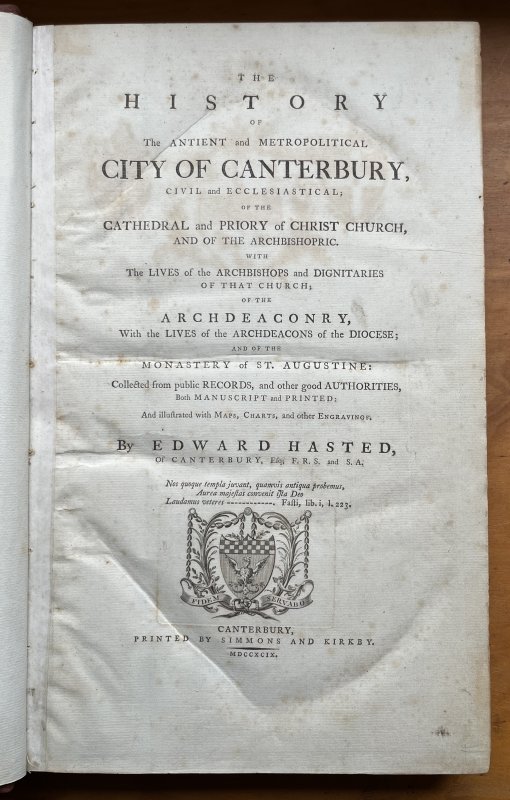 THE
HISTORY
OF
The ANTIENT and METROPOLITICAL
CITY OF CANTERBURY,
CIVIL and ECCLESIASTICAL;
OF THE
CATHEDRAL and PRIORY of CHRIST CHURCH,
AND OF THE ARCHBISHOPRIC.
WITH
The LIVES of the ARCHBISHOPS and DIGNITARIES
OF THAT CHURCH;
OF THE
ARCHDEACONRY,
With the LIVES of the ARCHDEACONS of the DIOCESE;
AND OF THE
MONASTERY of ST. AUGUSTINE:
Collected from public RECORDS, and other good AUTHORITIES,
Both MANUSCRIPT and PRINTED;
And illustrated with MAPS, CHARTS, and other ENGRAVINGS.
By EDWARD HASTED,
Of CANTERBURY, Esq; F. R. S. and S. A.
Nos quoque templa juvant, quamvis antiqua probemus,
Aurea majeſtas convenit iſta Deo
Laudamus veteres -------------. Faſti, lib. i, l. 223.
FIDEM SERVABO
CANTERBURY,
PRINTED BY SIMMONS AND KIRKBY.
MDCCXCIX.